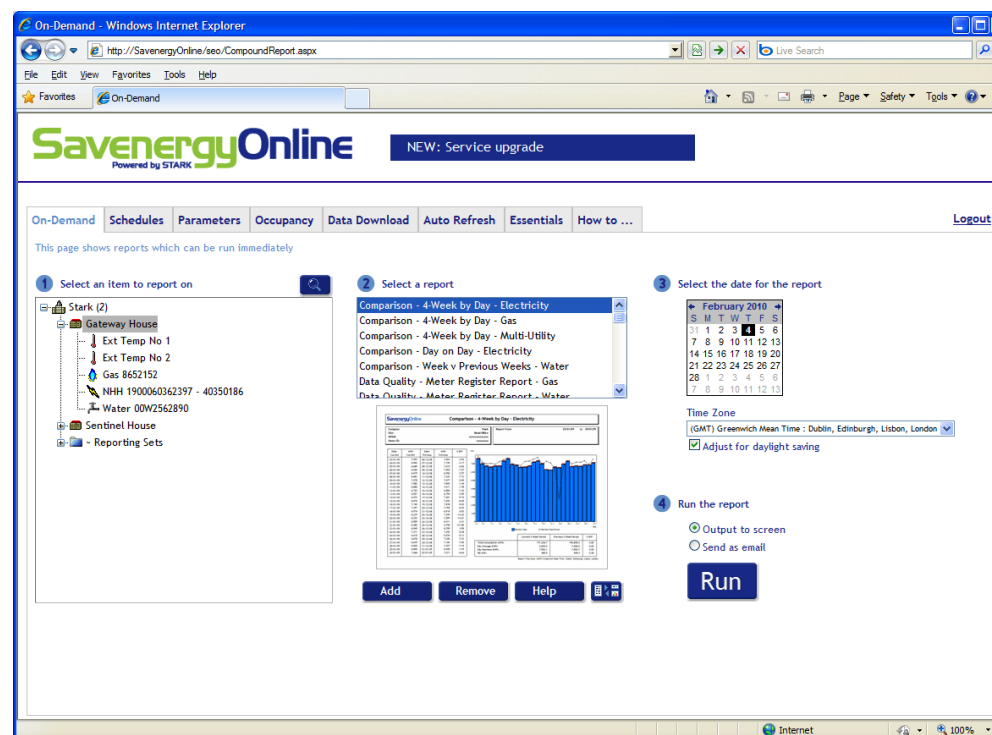 On-Demand - Windows Internet Explorer
http://SavenergyOnline/seo/CompoundReport.aspx
Live Search
File Edit View Favorites Tools Help
Favorites
On-Demand
Page Safety Tools
SavenergyOnline
Powered by STARK
NEW: Service upgrade
On-Demand Schedules Parameters Occupancy Data Download Auto Refresh Essentials How to ...
Logout
This page shows reports which can be run immediately
1 Select an item to report on
Stark (2)
Gateway House
Ext Temp No 1
Ext Temp No 2
Gas 8652152
NHH 1900060362397 - 40350186
Water 00W2562890
Sentinel House
~ Reporting Sets
2 Select a report
Comparison - 4-Week by Day - Electricity
Comparison - 4-Week by Day - Gas
Comparison - 4-Week by Day - Multi-Utility
Comparison - Day on Day - Electricity
Comparison - Week v Previous Weeks - Water
Data Quality - Meter Register Report - Gas
Data Quality - Meter Register Report - Water
SavenergyOnline
Comparison - 4-Week by Day - Electricity
Add Remove Help
3 Select the date for the report
February 2010
S M T W T F S
31 1 2 3 4 5 6
7 8 9 10 11 12 13
14 15 16 17 18 19 20
21 22 23 24 25 26 27
28 1 2 3 4 5 6
7 8 9 10 11 12 13
Time Zone
(GMT) Greenwich Mean Time : Dublin, Edinburgh, Lisbon, London
Adjust for daylight saving
4 Run the report
Output to screen
Send as email
Run
Internet
100%